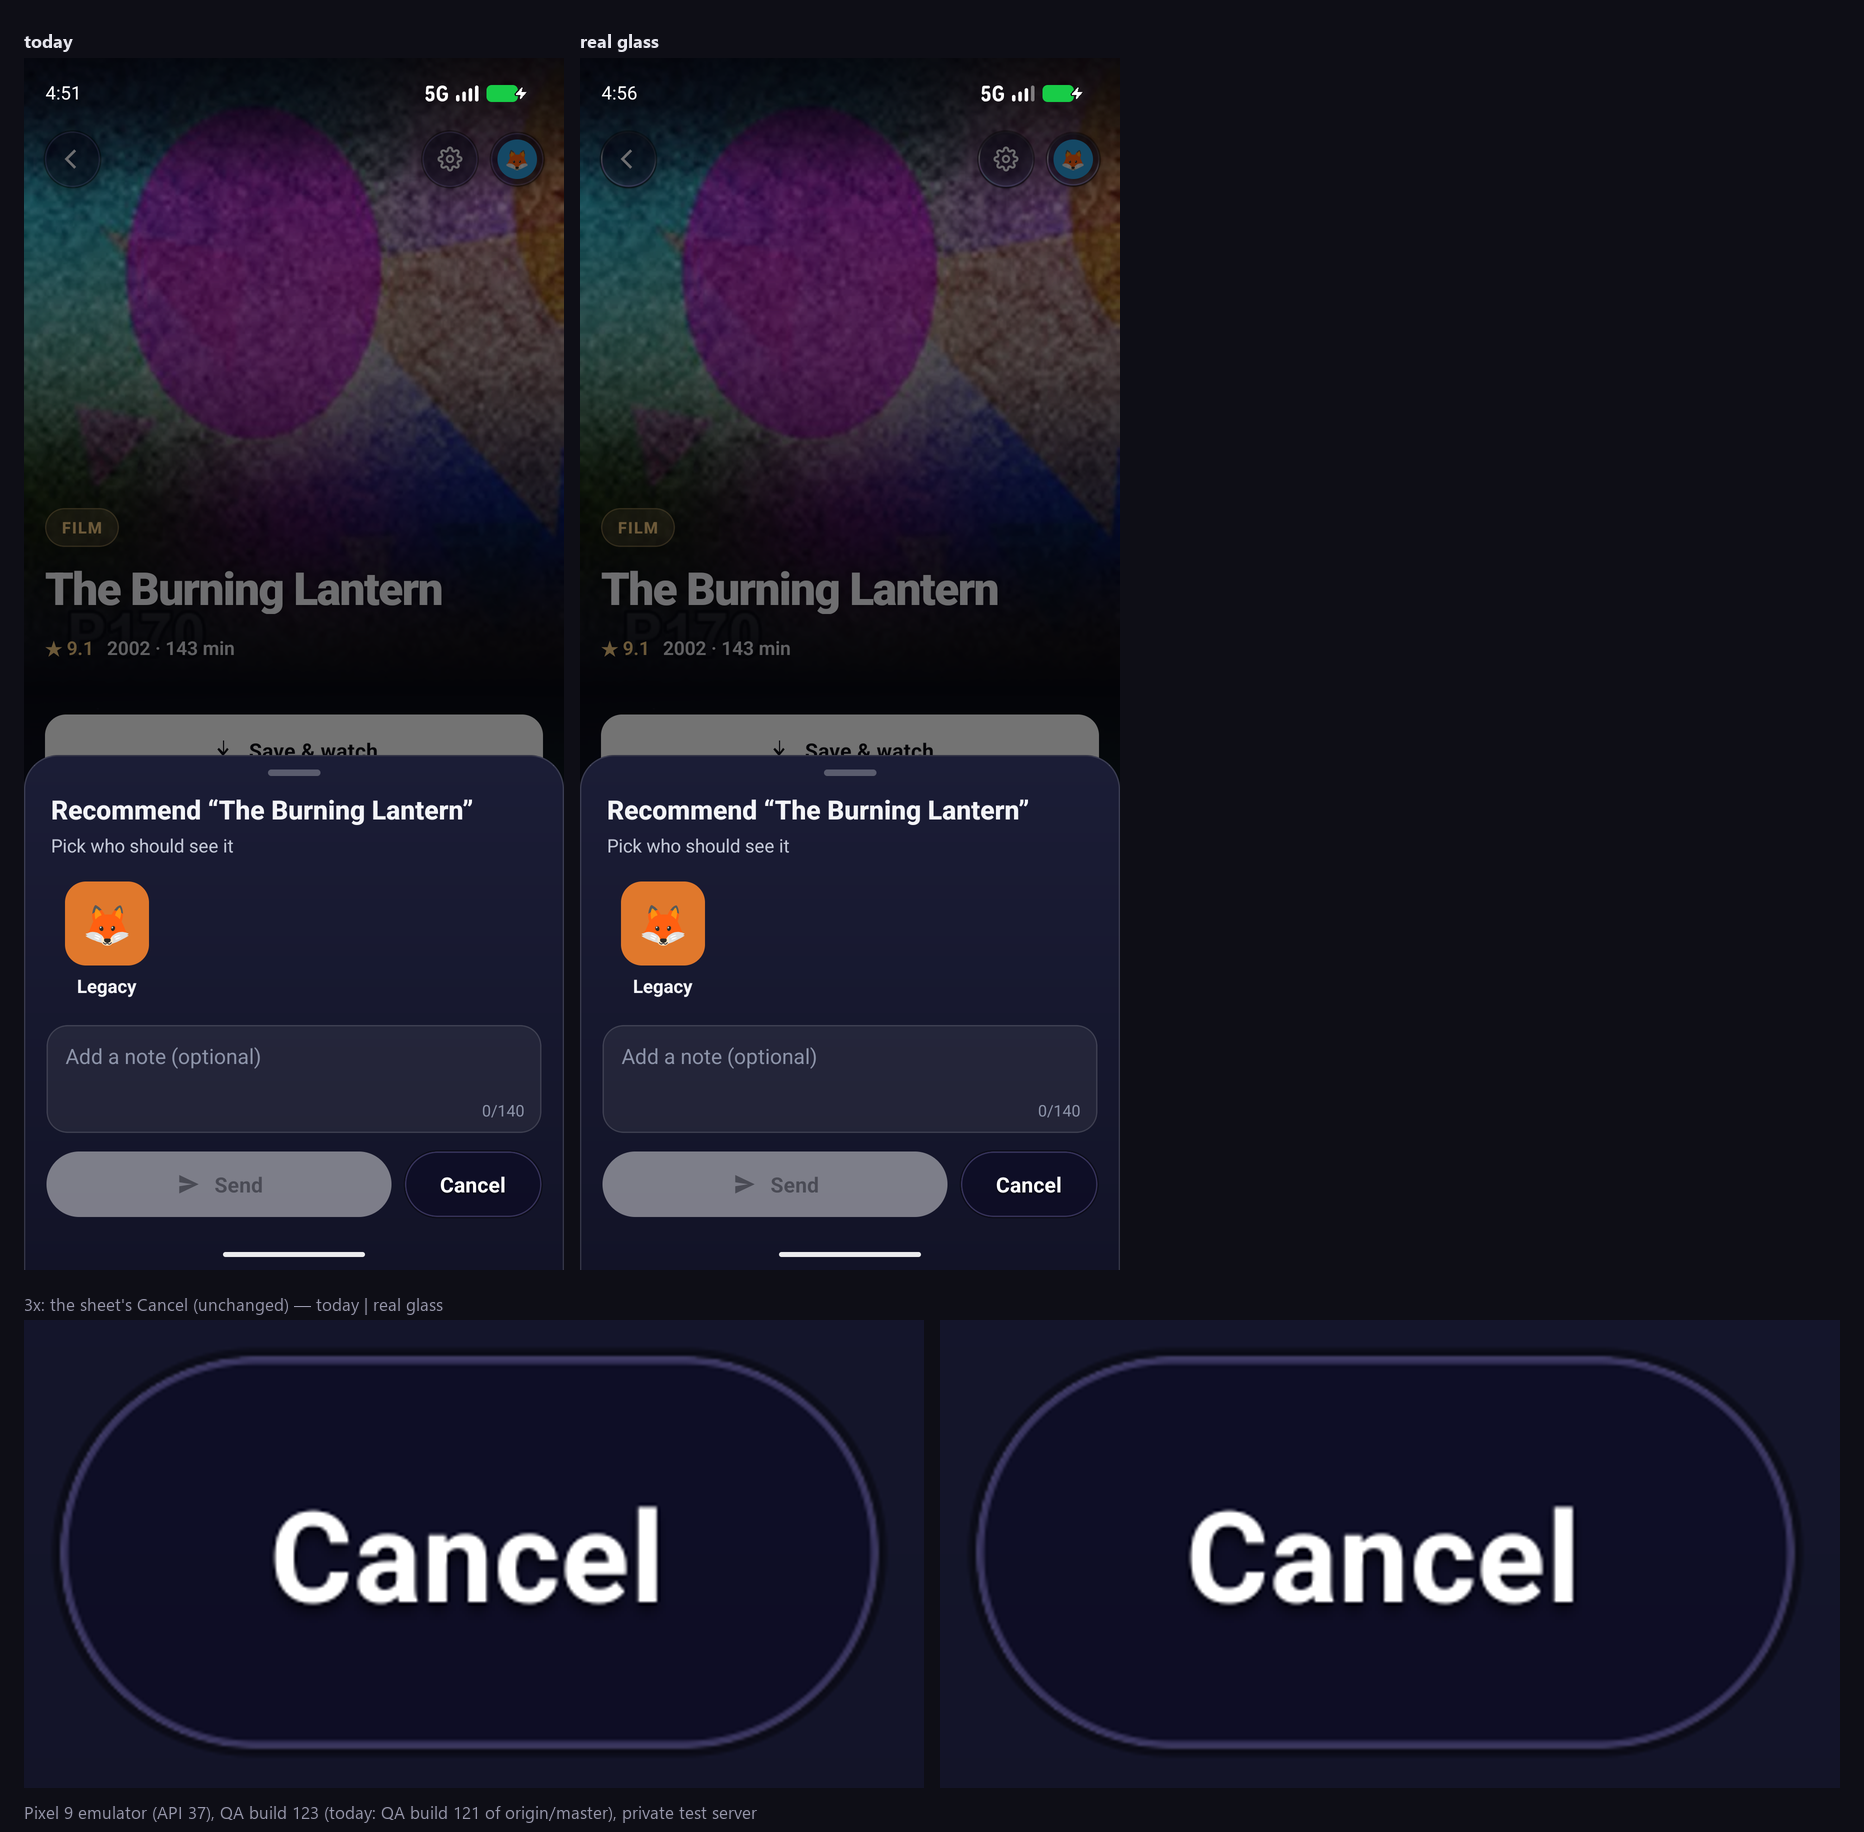 today
real glass
4:51
5G
4:56
5G
FILM
FILM
The Burning Lantern
The Burning Lantern
P170
P170
★ 9.1 2002 · 143 min
★ 9.1 2002 · 143 min
Save & watch
Save & watch
Recommend “The Burning Lantern”
Pick who should see it
Recommend “The Burning Lantern”
Pick who should see it
Legacy
Legacy
Add a note (optional)
0/140
Add a note (optional)
0/140
Send
Cancel
Send
Cancel
3x: the sheet's Cancel (unchanged) — today | real glass
Cancel
Cancel
Pixel 9 emulator (API 37), QA build 123 (today: QA build 121 of origin/master), private test server